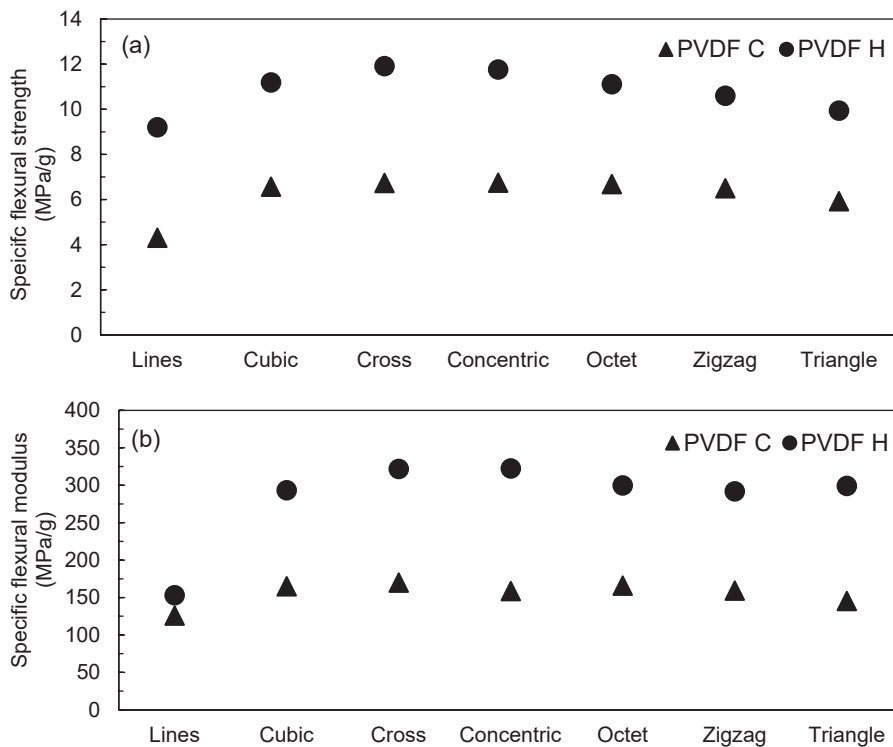 14
(a)
PVDF C
PVDF H
12
10
8
6
4
2
0
Speicifc flexural strength
(MPa/g)
Lines Cubic Cross Concentric Octet Zigzag Triangle
400
(b)
PVDF C
PVDF H
350
300
250
200
150
100
50
0
Specific flexural modulus
(MPa/g)
Lines Cubic Cross Concentric Octet Zigzag Triangle